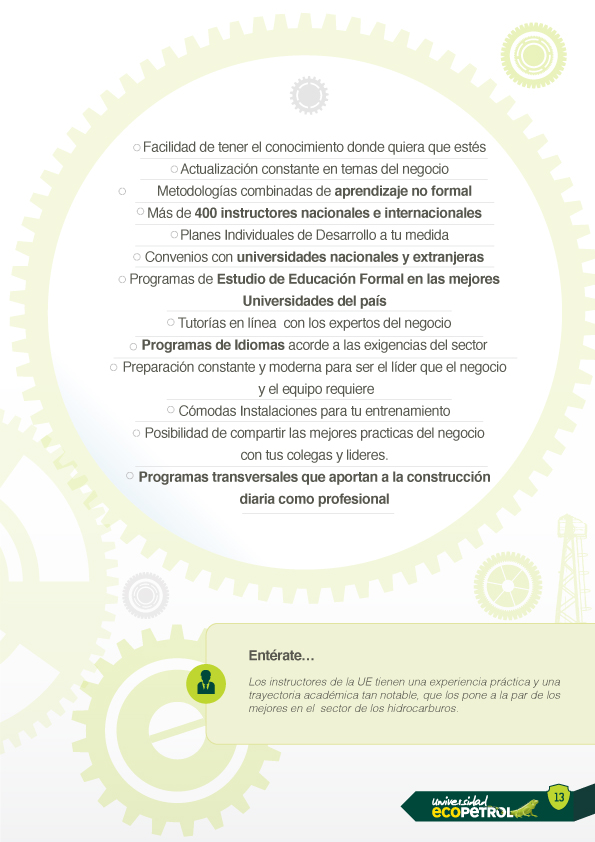 Facilidad de tener el conocimiento donde quiera que estés
Actualización constante en temas del negocio
Metodologías combinadas de aprendizaje no formal
Más de 400 instructores nacionales e internacionales
Planes Individuales de Desarrollo a tu medida
Convenios con universidades nacionales y extranjeras
Programas de Estudio de Educación Formal en las mejores
Universidades del país
Tutorías en línea con los expertos del negocio
Programas de Idiomas acorde a las exigencias del sector
Preparación constante y moderna para ser el líder que el negocio
y el equipo requiere
Cómodas Instalaciones para tu entrenamiento
Posibilidad de compartir las mejores practicas del negocio
con tus colegas y lideres.
Programas transversales que aportan a la construcción
diaria como profesional
Entérate...
Los instructores de la UE tienen una experiencia práctica y una
trayectoria académica tan notable, que los pone a la par de los
mejores en el sector de los hidrocarburos.
Universidad
ECOPETROL
13